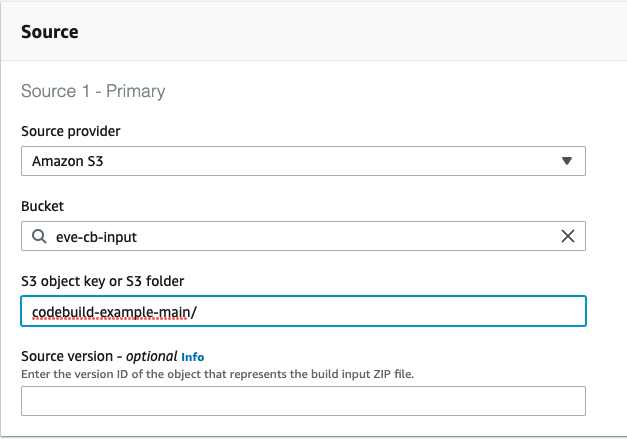 Source
Source 1 - Primary
Source provider
Amazon S3
Bucket
eve-cb-input
S3 object key or S3 folder
codebuild-example-main/
Source version - optional Info
Enter the version ID of the object that represents the build input ZIP file.